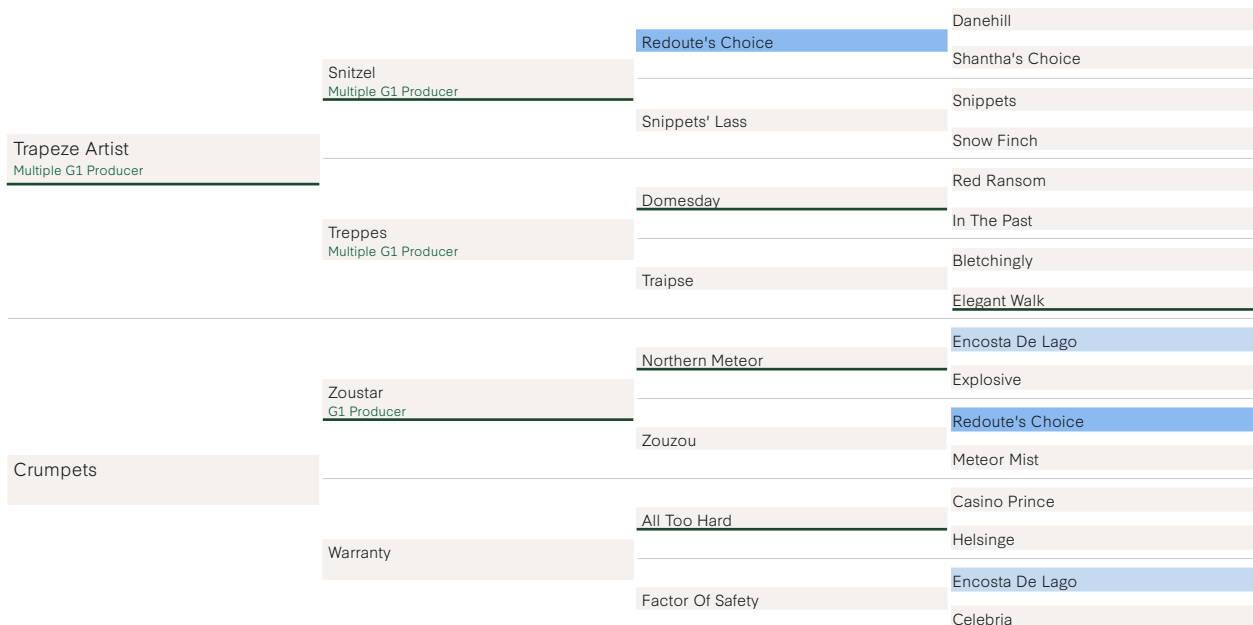 Danehill
Redoute's Choice
Shantha's Choice
Snitzel
Multiple G1 Producer
Snippets
Snippets' Lass
Snow Finch
Trapeze Artist
Multiple G1 Producer
Red Ransom
Domesday
In The Past
Treppes
Multiple G1 Producer
Bletchingly
Traipse
Elegant Walk
Encosta De Lago
Northern Meteor
Explosive
Zoustar
G1 Producer
Redoute's Choice
Zouzou
Meteor Mist
Crumpets
Casino Prince
All Too Hard
Helsinge
Warranty
Encosta De Lago
Factor Of Safety
Celebria